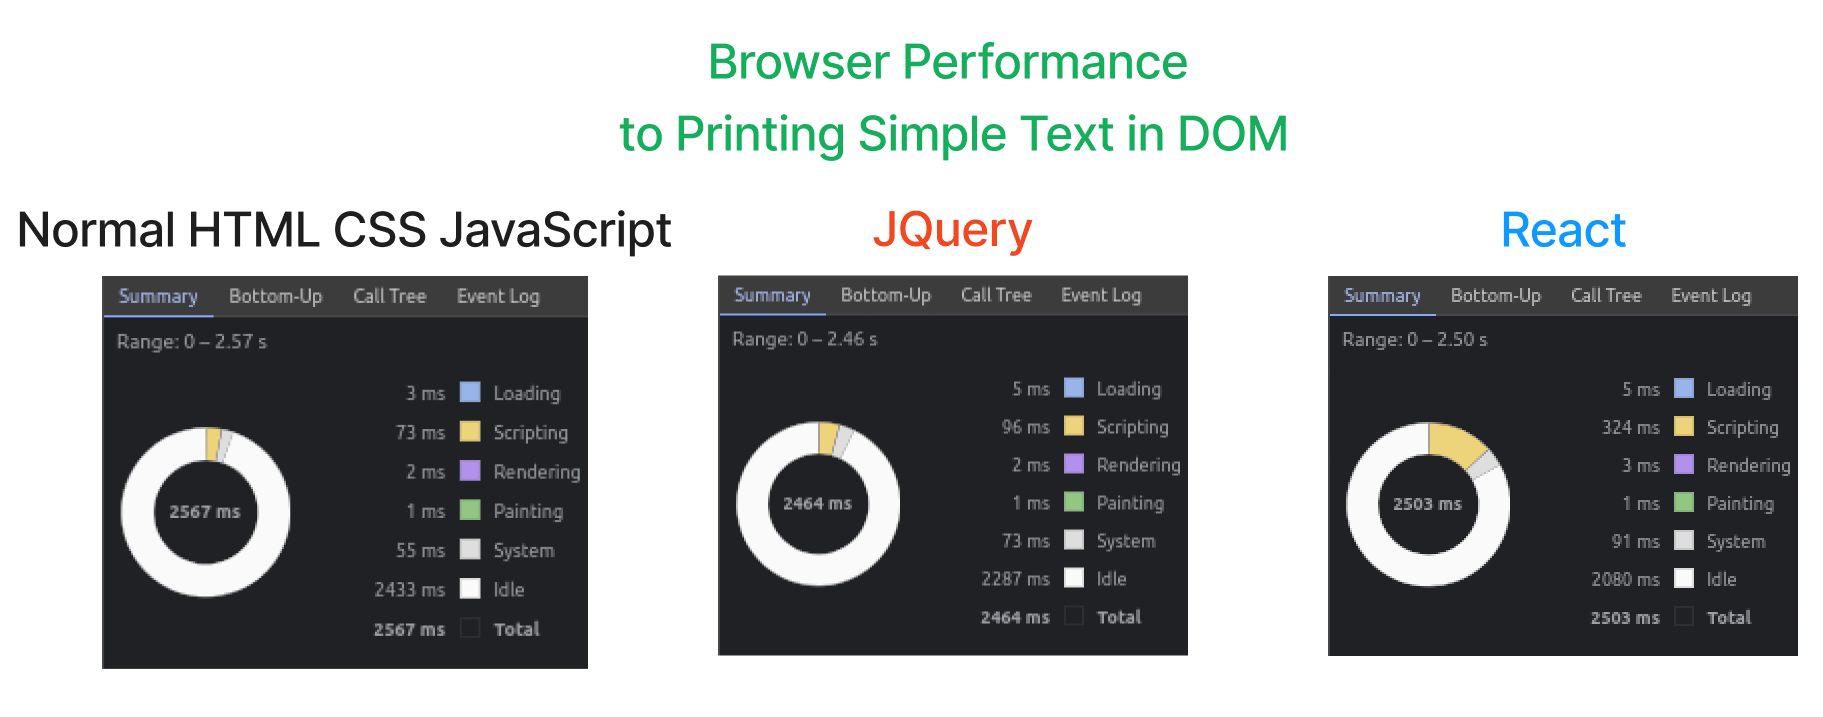 Browser Performance
to Printing Simple Text in DOM
Normal HTML CSS JavaScript
Summary Bottom-Up Call Tree Event Log
Range: 0 – 2.57 s
2567 ms
3 ms Loading
73 ms Scripting
2 ms Rendering
1 ms Painting
55 ms System
2433 ms Idle
2567 ms Total
JQuery
Summary Bottom-Up Call Tree Event Log
Range: 0 – 2.46 s
2464 ms
5 ms Loading
96 ms Scripting
2 ms Rendering
1 ms Painting
73 ms System
2287 ms Idle
2464 ms Total
React
Summary Bottom-Up Call Tree Event Log
Range: 0 – 2.50 s
2503 ms
5 ms Loading
324 ms Scripting
3 ms Rendering
1 ms Painting
91 ms System
2080 ms Idle
2503 ms Total